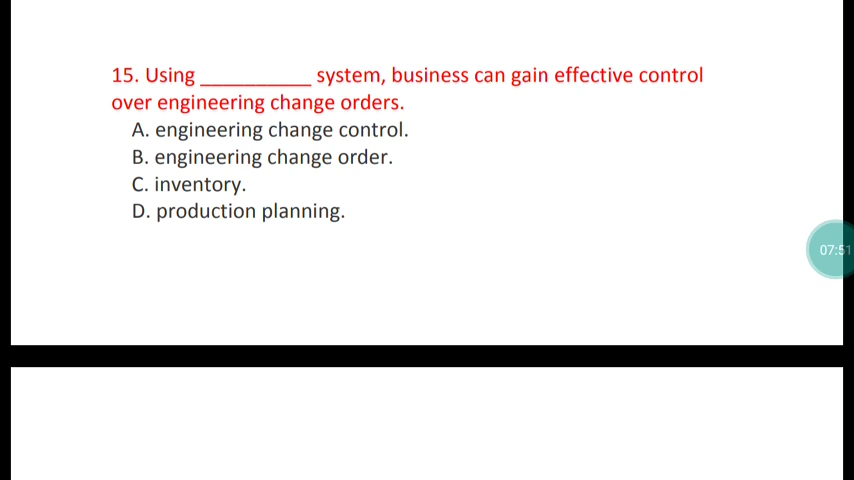 15. Using __________ system, business can gain effective control
over engineering change orders.
A. engineering change control.
B. engineering change order.
C. inventory.
D. production planning.
07:51